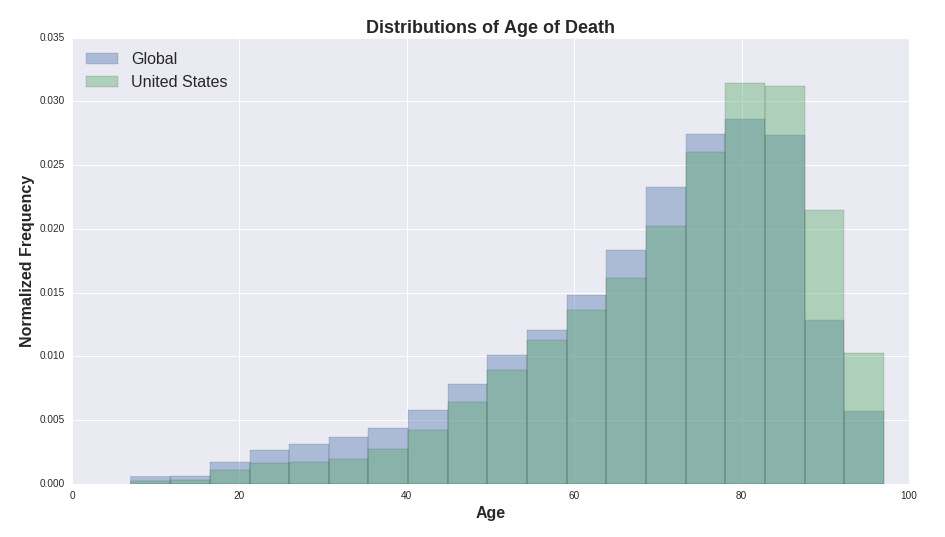 Distributions of Age of Death
Global
United States
0.035
0.030
0.025
0.020
0.015
0.010
0.005
0.000
Normalized Frequency
0 20 40 60 80 100
Age